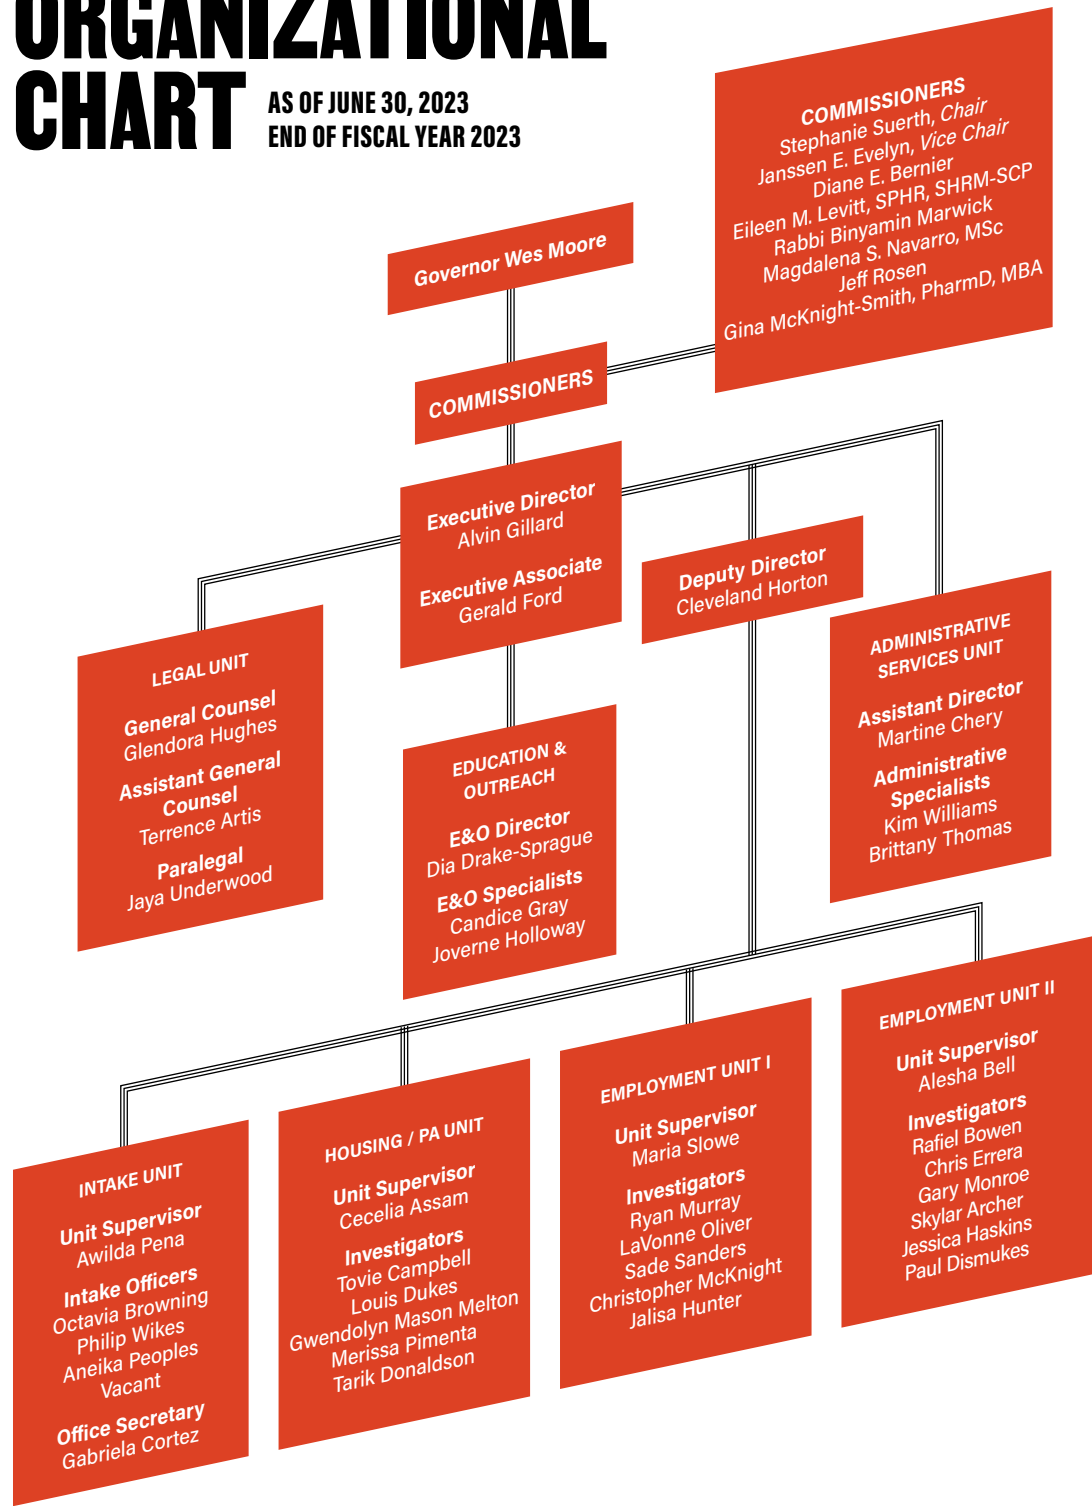 ORGANIZATIONAL
CHART
AS OF JUNE 30, 2023
END OF FISCAL YEAR 2023
COMMISSIONERS
Stephanie Suerth, Chair
Janssen E. Evelyn, Vice Chair
Diane E. Bernier
Eileen M. Levitt, SPHR, SHRM-SCP
Rabbi Binyamin Marwick
Magdalena S. Navarro, MSc
Jeff Rosen
Gina McKnight-Smith, PharmD, MBA
Governor Wes Moore
COMMISSIONERS
Executive Director
Alvin Gillard
Executive Associate
Gerald Ford
Deputy Director
Cleveland Horton
LEGAL UNIT
General Counsel
Glendora Hughes
Assistant General
Counsel
Terrence Artis
Paralegal
Jaya Underwood
EDUCATION &
OUTREACH
E&O Director
Dia Drake-Sprague
E&O Specialists
Candice Gray
Joverne Holloway
ADMINISTRATIVE
SERVICES UNIT
Assistant Director
Martine Chery
Administrative
Specialists
Kim Williams
Brittany Thomas
INTAKE UNIT
Unit Supervisor
Awilda Pena
Intake Officers
Octavia Browning
Philip Wikes
Aneika Peoples
Vacant
Office Secretary
Gabriela Cortez
HOUSING / PA UNIT
Unit Supervisor
Cecelia Assam
Investigators
Tovie Campbell
Louis Dukes
Gwendolyn Mason Melton
Merissa Pimenta
Tarik Donaldson
EMPLOYMENT UNIT I
Unit Supervisor
Maria Slowe
Investigators
Ryan Murray
LaVonne Oliver
Sade Sanders
Christopher McKnight
Jalisa Hunter
EMPLOYMENT UNIT II
Unit Supervisor
Alesha Bell
Investigators
Rafiel Bowen
Chris Errera
Gary Monroe
Skylar Archer
Jessica Haskins
Paul Dismukes